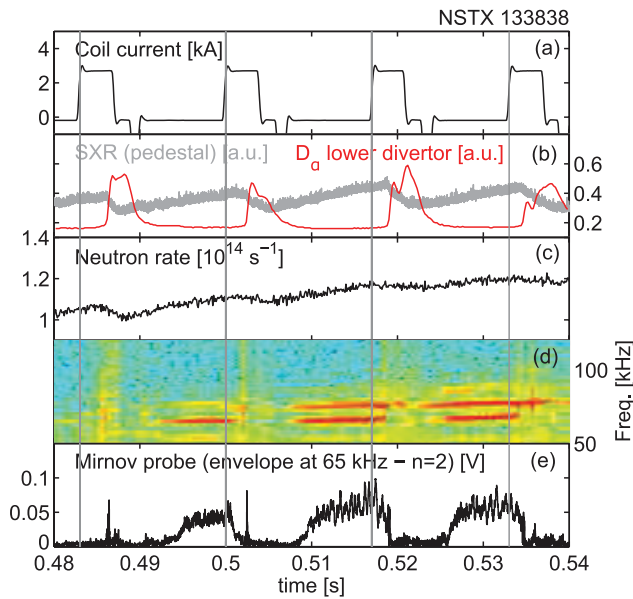 NSTX 133838
4
2
0
Coil current [kA]
(a)
SXR (pedestal) [a.u.]
D_α lower divertor [a.u.]
(b)
0.6
0.4
0.2
1.4
1.2
1
Neutron rate [10^14 s^-1]
(c)
(d)
100
50
Freq. [kHz]
0.1
0.05
0
Mirnov probe (envelope at 65 kHz − n=2) [V]
(e)
0.48 0.49 0.5 0.51 0.52 0.53 0.54
time [s]